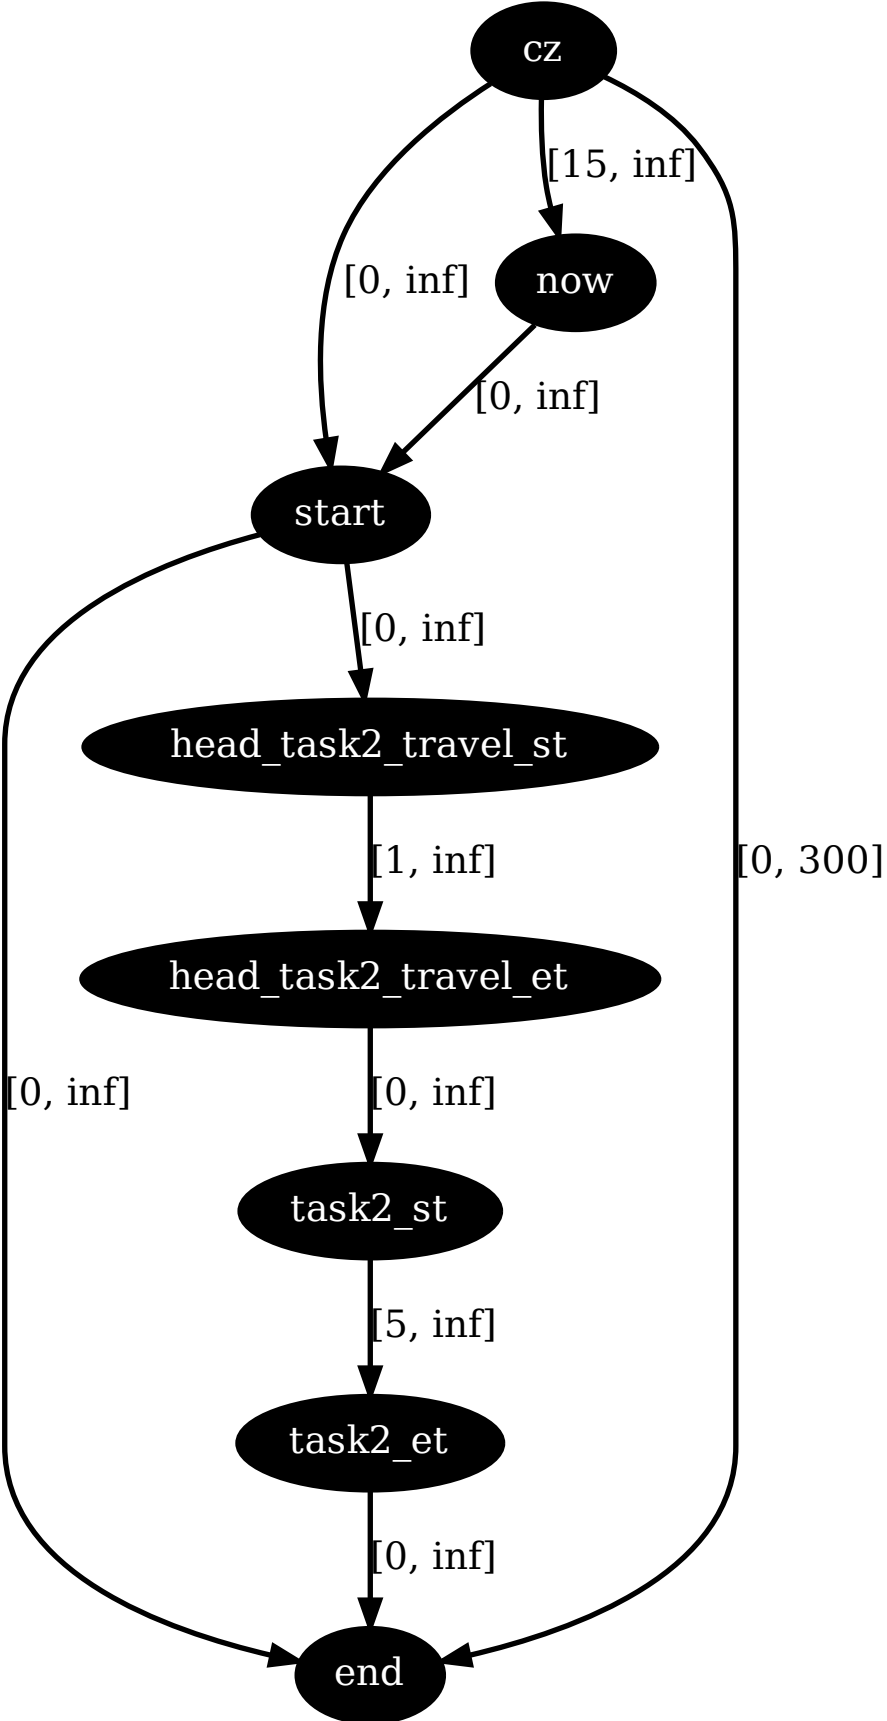 cz
[15, inf]
[0, inf]
now
[0, inf]
start
[0, inf]
head_task2_travel_st
[1, inf]
[0, 300]
head_task2_travel_et
[0, inf]
[0, inf]
task2_st
[5, inf]
task2_et
[0, inf]
end